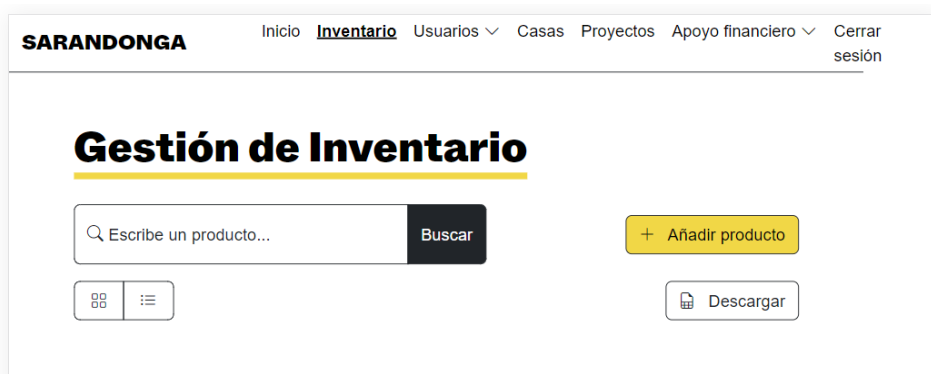 SARANDONGA
Inicio Inventario Usuarios Casas Proyectos Apoyo financiero Cerrar
sesión
Gestión de Inventario
Escribe un producto... Buscar
+ Añadir producto
Descargar